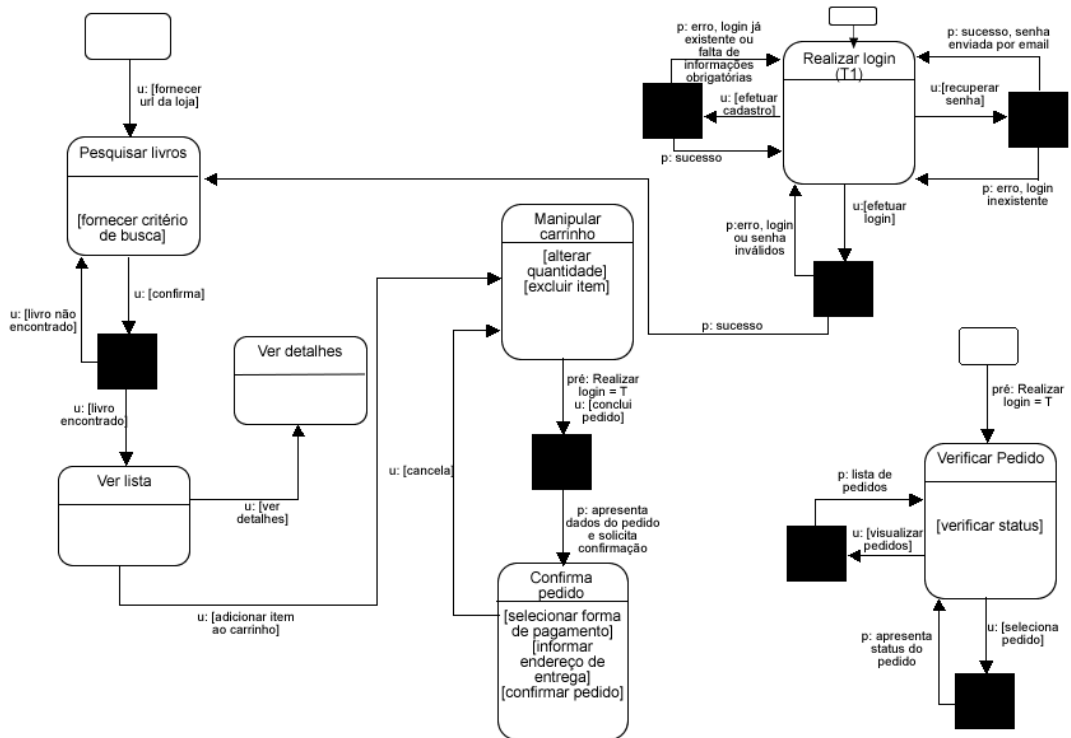 u: [fornecer
url da loja]
Pesquisar livros
[fornecer critério
de busca]
u: [livro não
encontrado]
u: [confirma]
u: [livro
encontrado]
Ver lista
Ver detalhes
u: [ver
detalhes]
u: [adicionar item
ao carrinho]
Manipular
carrinho
[alterar
quantidade]
[excluir item]
pré: Realizar
login = T
u: [conclui
pedido]
u: [cancela]
p: apresenta
dados do pedido
e solicita
confirmação
Confirma
pedido
[selecionar forma
de pagamento]
[informar
endereço de
entrega]
[confirmar pedido]
p: erro, login já
existente ou
falta de
informações
obrigatórias
Realizar login
(T1)
p: sucesso, senha
enviada por email
u: [efetuar
cadastro]
u:[recuperar
senha]
p: sucesso
p: erro, login
inexistente
u:[efetuar
login]
p:erro, login
ou senha
inválidos
p: sucesso
pré: Realizar
login = T
Verificar Pedido
[verificar status]
p: lista de
pedidos
u: [visualizar
pedidos]
p: apresenta
status do
pedido
u: [seleciona
pedido]